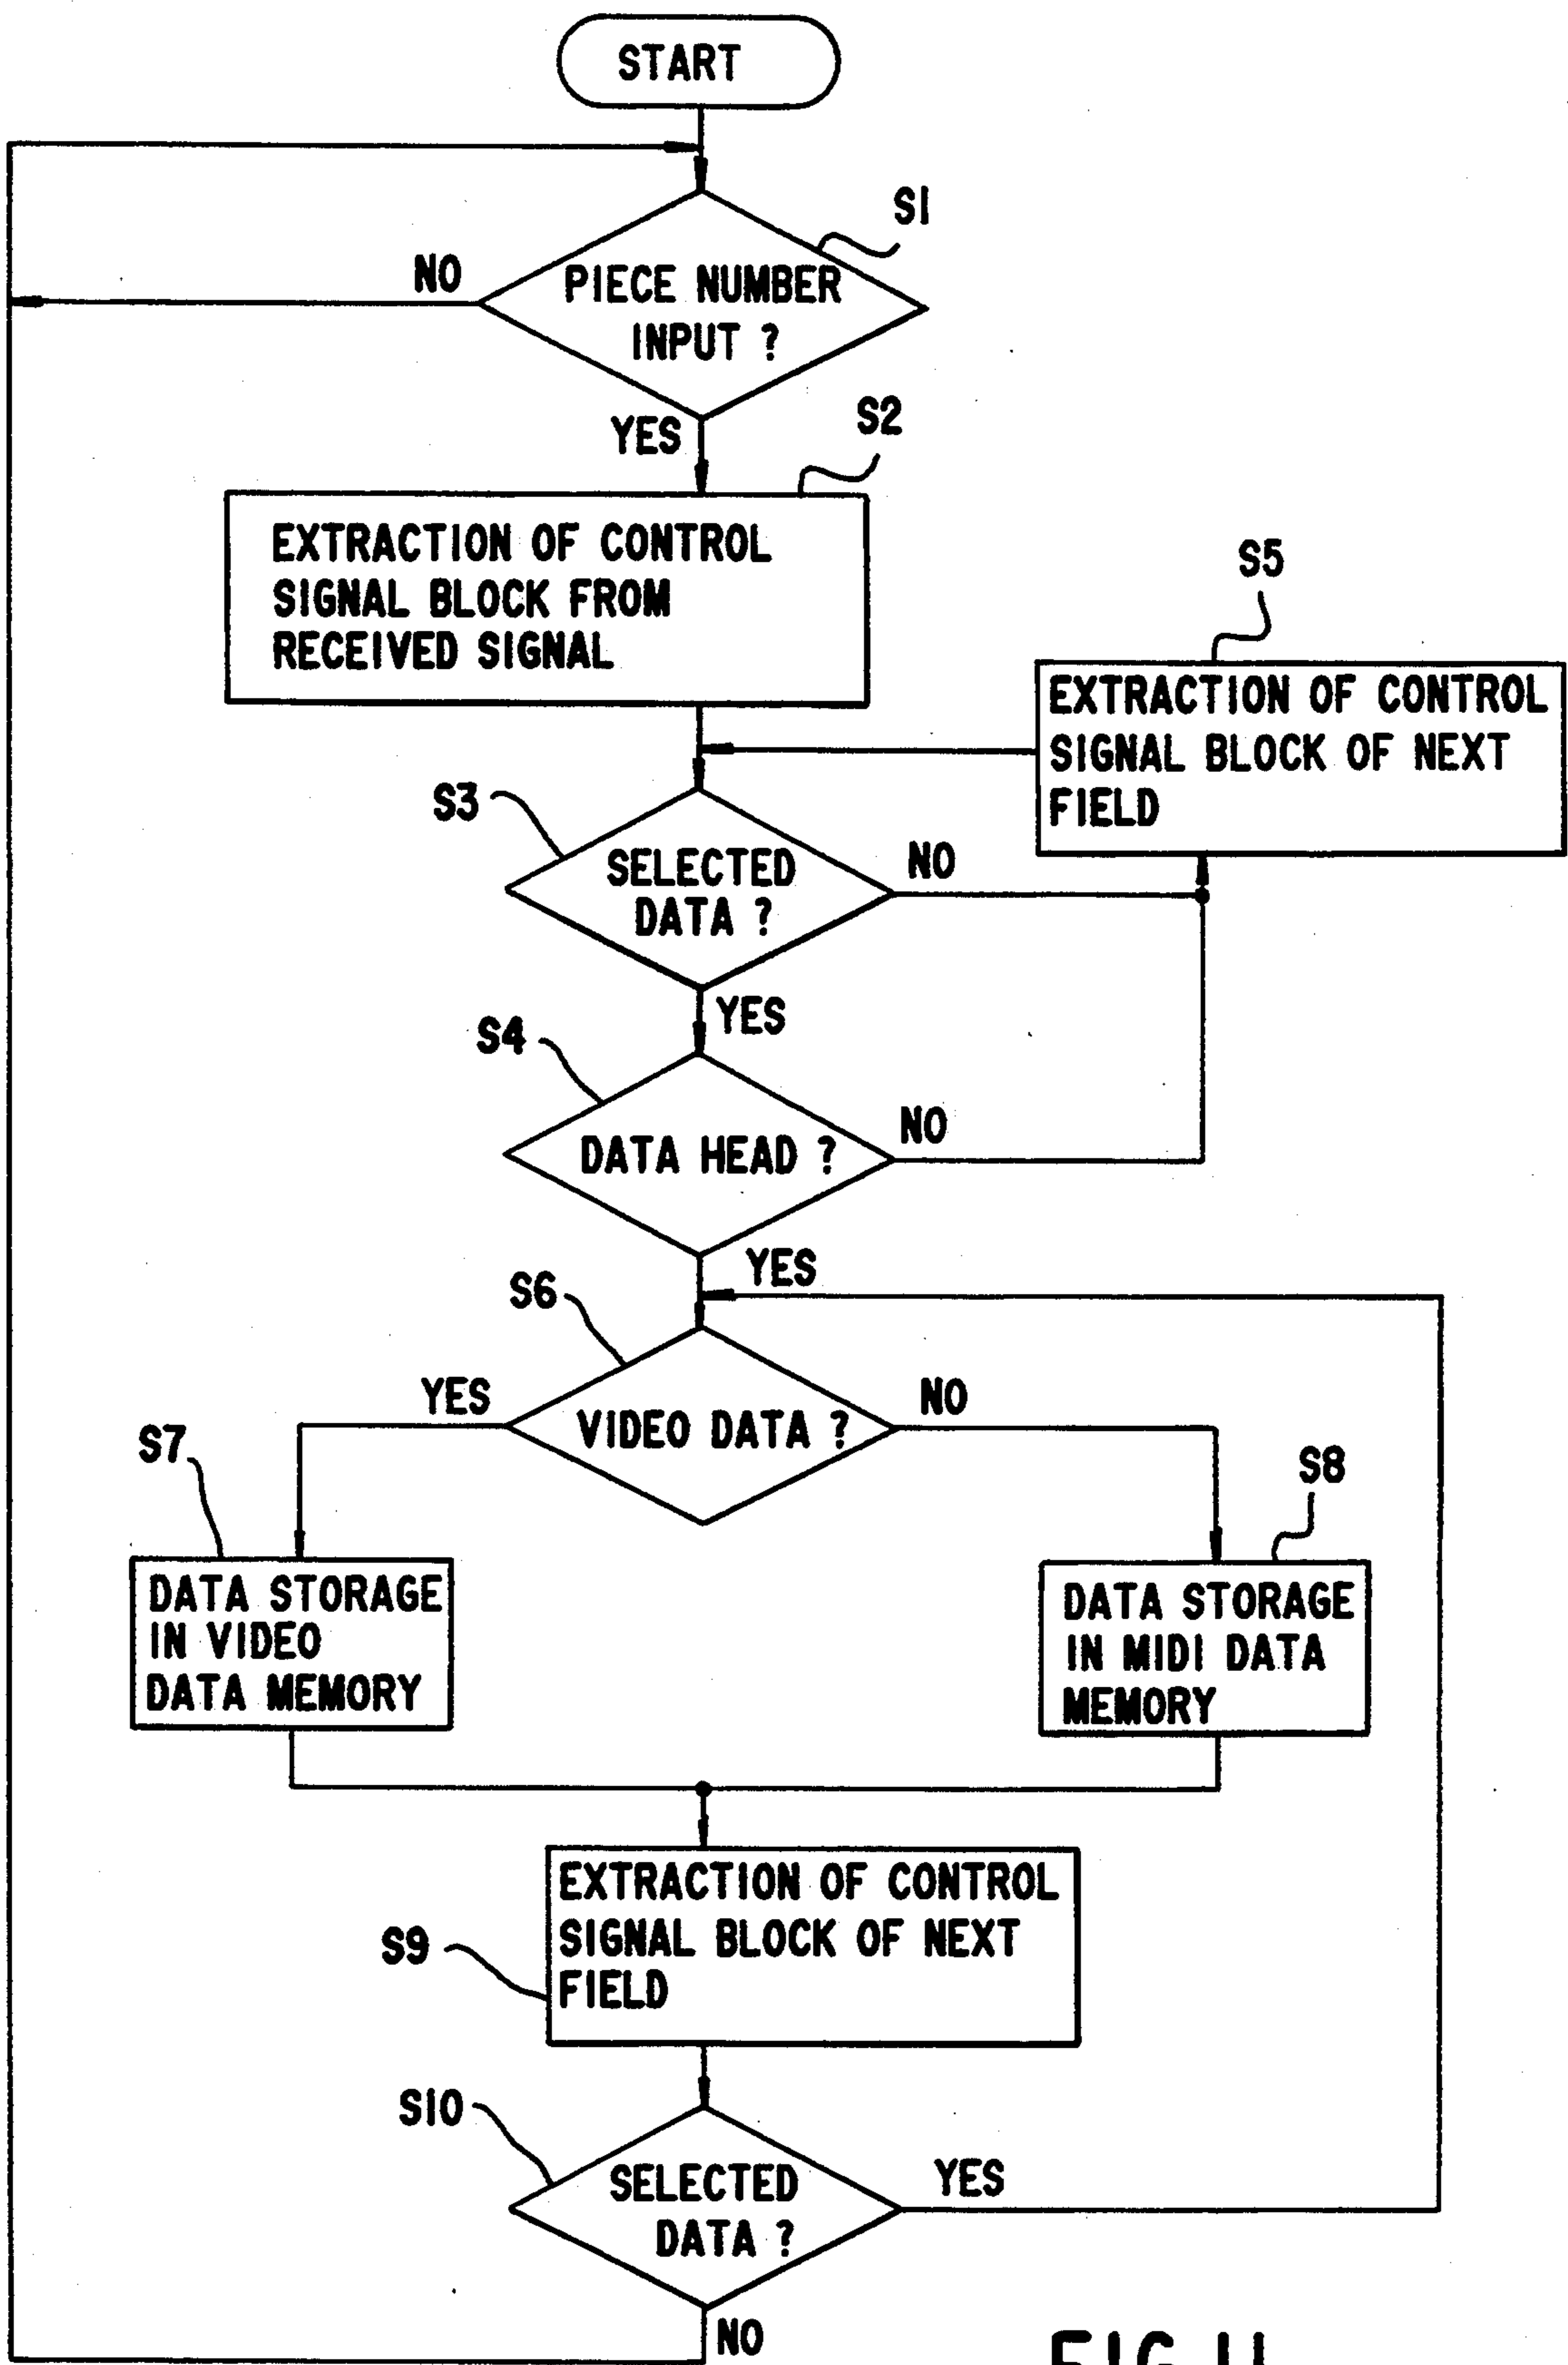 START
S1
NO
PIECE NUMBER
INPUT ?
YES
S2
EXTRACTION OF CONTROL
SIGNAL BLOCK FROM
RECEIVED SIGNAL
S5
EXTRACTION OF CONTROL
SIGNAL BLOCK OF NEXT
FIELD
S3
SELECTED
DATA ?
NO
YES
S4
DATA HEAD ?
NO
YES
S6
YES
VIDEO DATA ?
NO
S7
S8
DATA STORAGE
IN VIDEO
DATA MEMORY
DATA STORAGE
IN MIDI DATA
MEMORY
EXTRACTION OF CONTROL
SIGNAL BLOCK OF NEXT
FIELD
S9
S10
SELECTED
DATA ?
YES
NO
FIG. 11